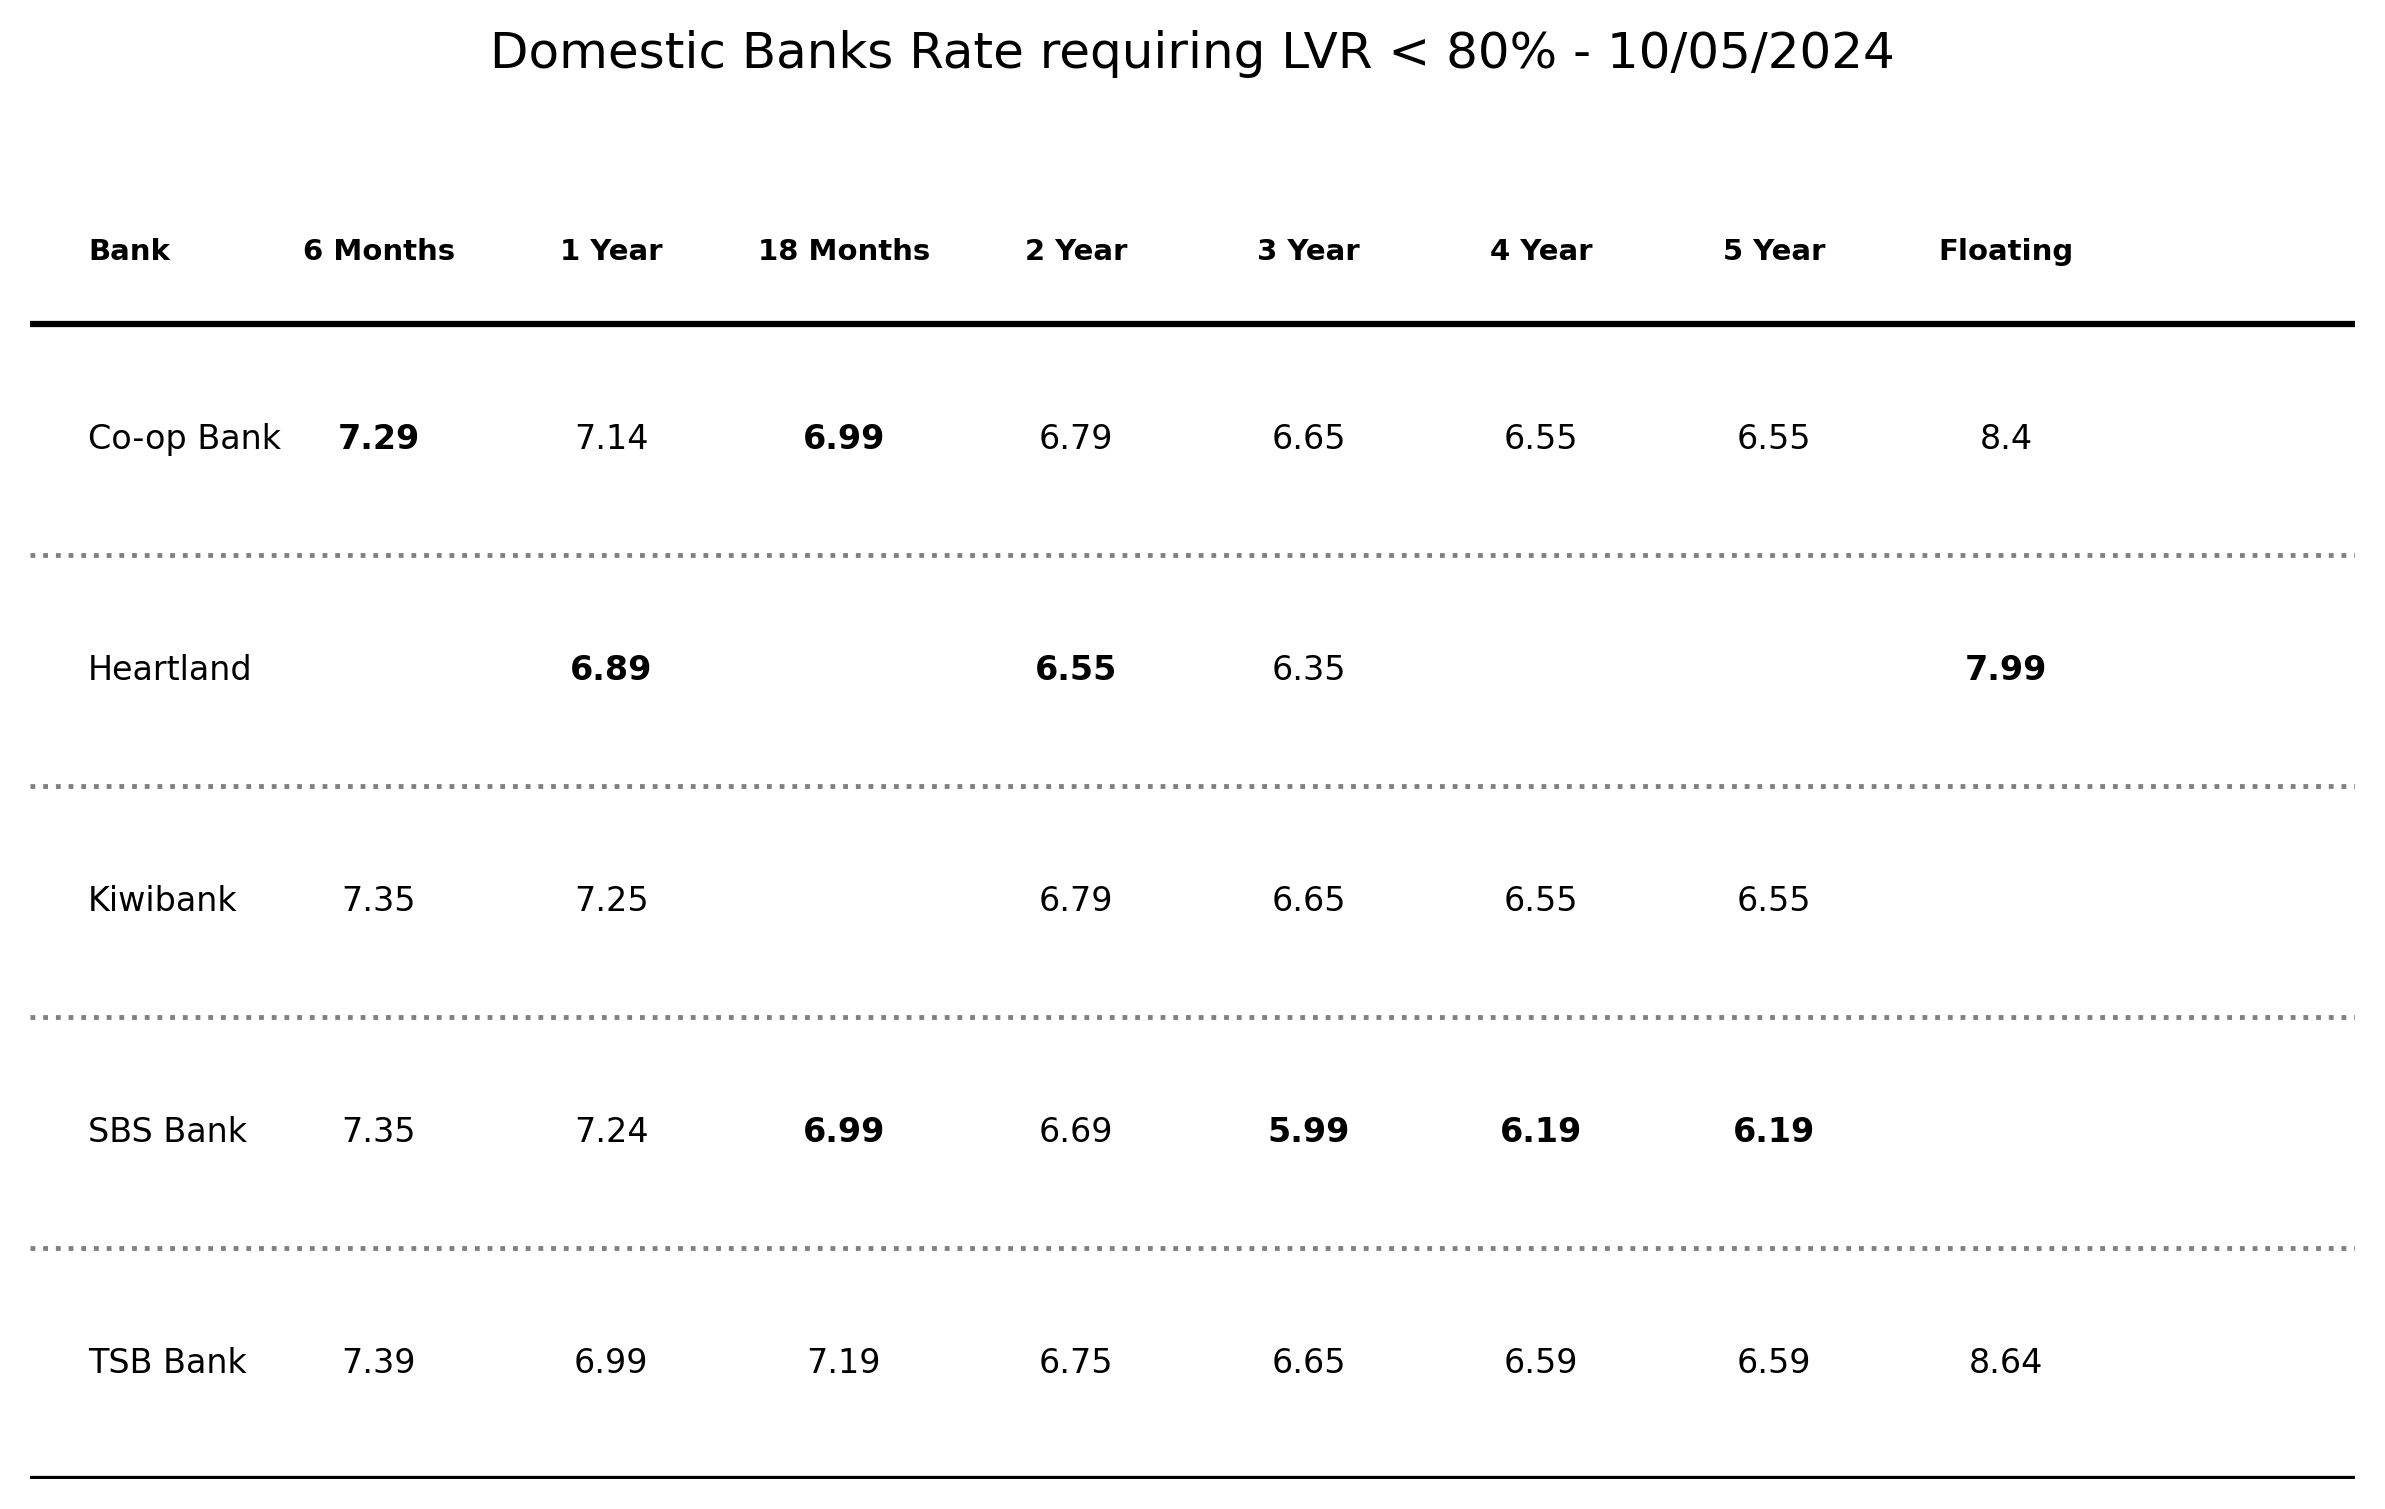 Domestic Banks Rate requiring LVR < 80% - 10/05/2024
Bank 6 Months 1 Year 18 Months 2 Year 3 Year 4 Year 5 Year Floating
Co-op Bank 7.29 7.14 6.99 6.79 6.65 6.55 6.55 8.4
Heartland 6.89 6.55 6.35 7.99
Kiwibank 7.35 7.25 6.79 6.65 6.55 6.55
SBS Bank 7.35 7.24 6.99 6.69 5.99 6.19 6.19
TSB Bank 7.39 6.99 7.19 6.75 6.65 6.59 6.59 8.64